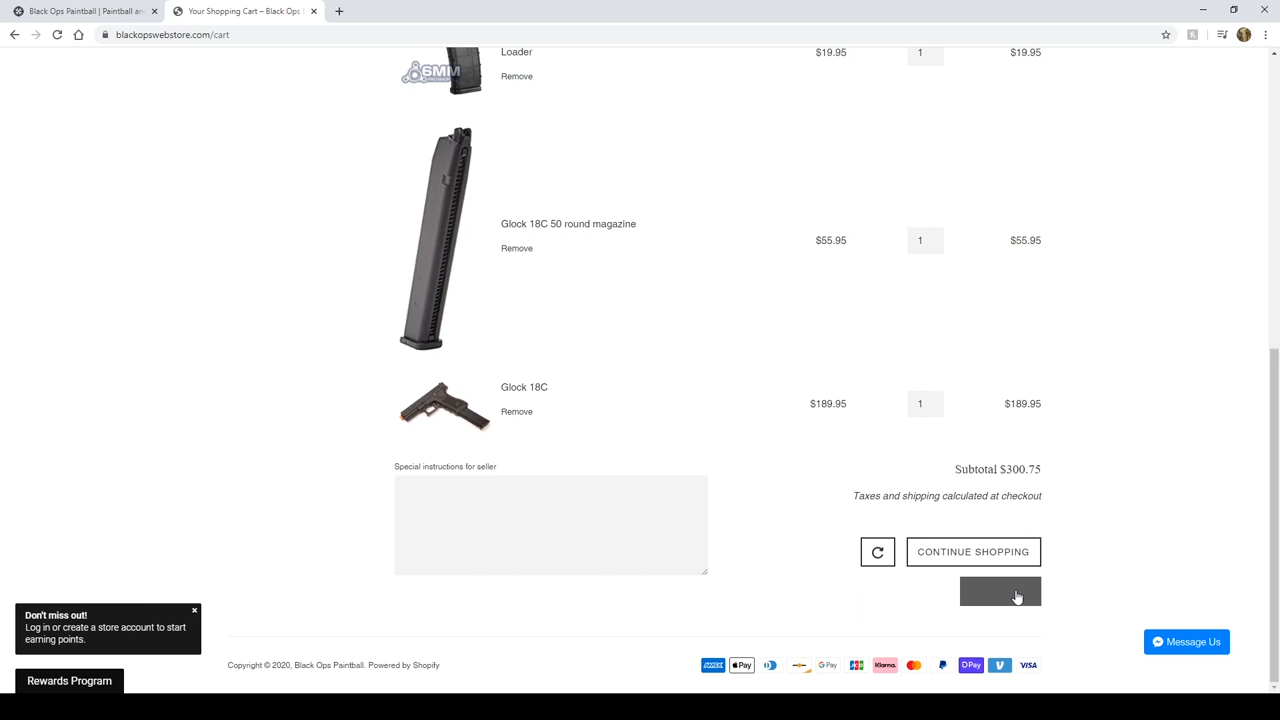 Black Ops Paintball | Paintball an
Your Shopping Cart – Black Ops
blackopswebstore.com/cart
Loader
$19.95
1
$19.95
6MM
Remove
Glock 18C 50 round magazine
$55.95
1
$55.95
Remove
Glock 18C
$189.95
1
$189.95
Remove
Special instructions for seller
Subtotal $300.75
Taxes and shipping calculated at checkout
CONTINUE SHOPPING
Don't miss out!
Log in or create a store account to start
earning points.
Message Us
Copyright © 2020, Black Ops Paintball. Powered by Shopify
AMEX
Pay
G Pay
JCB
Klarna.
Pay
VISA
Rewards Program